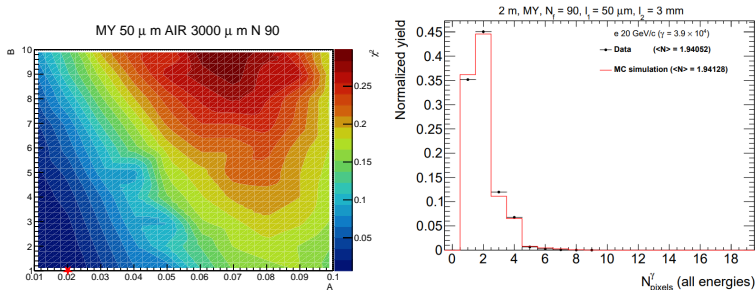 MY 50 μ m AIR 3000 μ m N 90
B
10
9
8
7
6
5
4
3
2
1
0.01 0.02 0.03 0.04 0.05 0.06 0.07 0.08 0.09 0.1
A
χ²
0.25
0.2
0.15
0.1
0.05
2 m, MY, N_f = 90, l₁ = 50 μm, l₂ = 3 mm
Normalized yield
0.45
0.4
0.35
0.3
0.25
0.2
0.15
0.1
0.05
0
e 20 GeV/c (γ = 3.9 × 10⁴)
Data (<N> = 1.94052)
MC simulation (<N> = 1.94128)
0 2 4 6 8 10 12 14 16 18
N^γ_pixels (all energies)